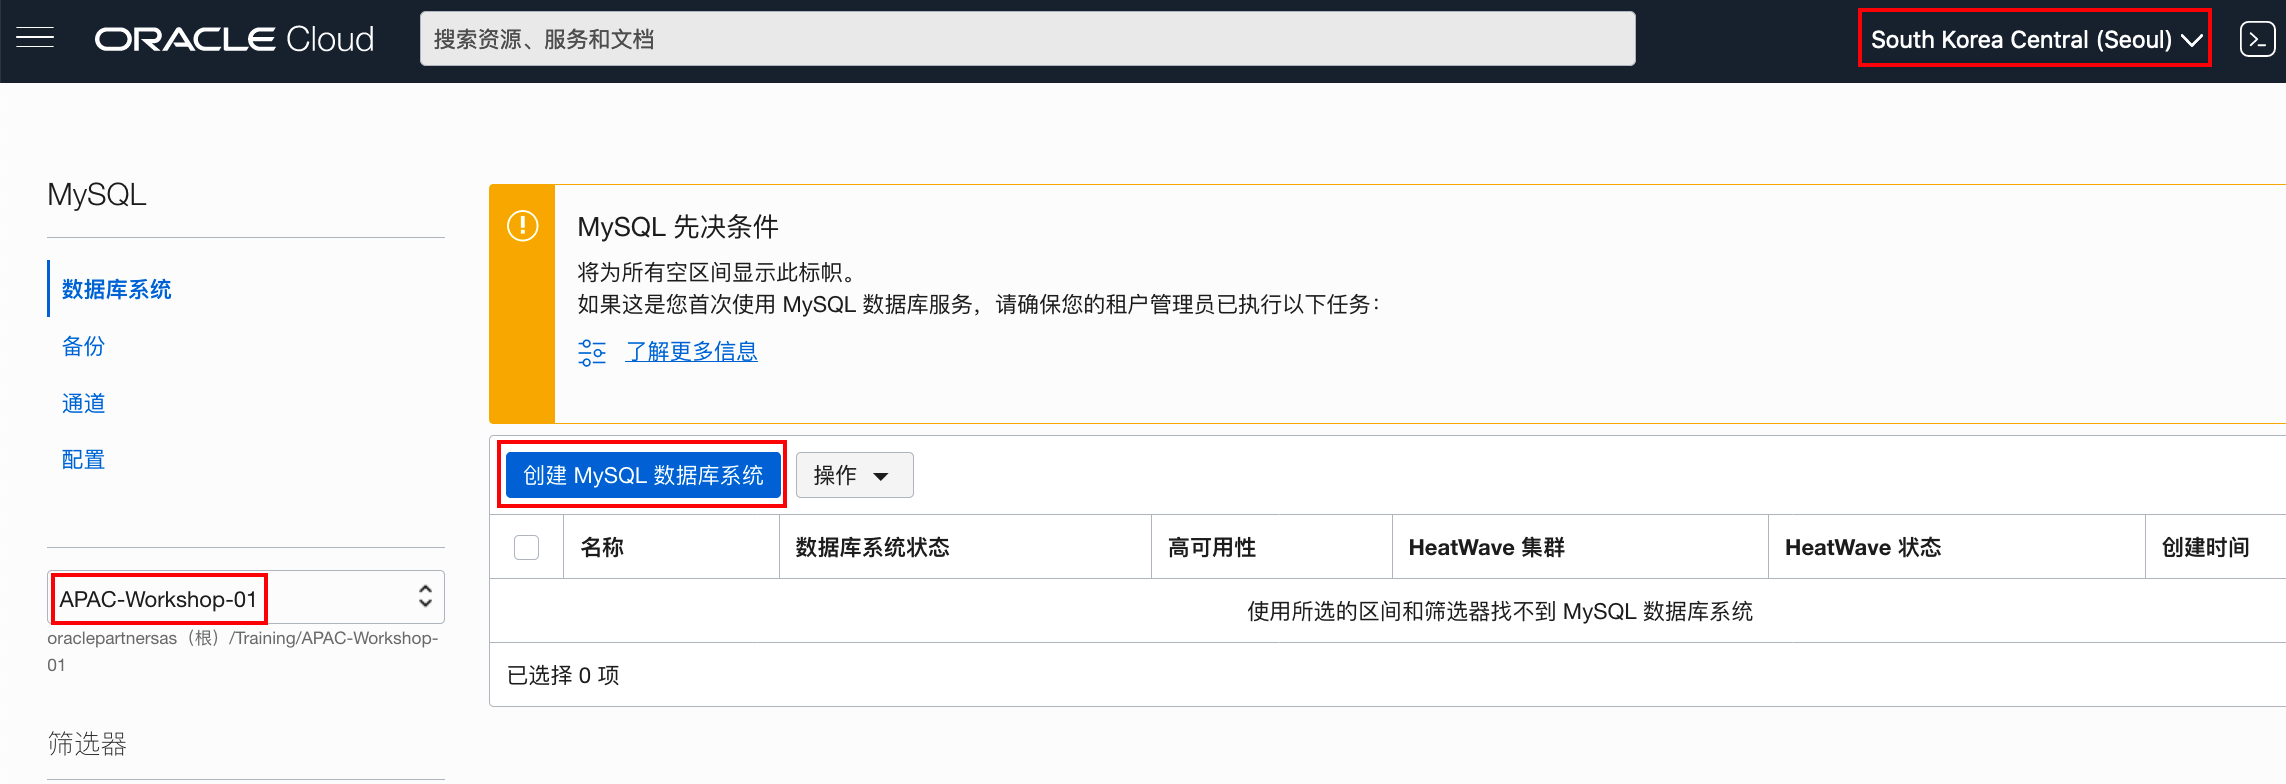 ORACLE Cloud
搜索资源、服务和文档
South Korea Central (Seoul)
MySQL
数据库系统
备份
通道
配置
APAC-Workshop-01
oraclepartnersas（根）/Training/APAC-Workshop-
01
筛选器
MySQL 先决条件
将为所有空区间显示此标帜。
如果这是您首次使用 MySQL 数据库服务，请确保您的租户管理员已执行以下任务：
了解更多信息
创建 MySQL 数据库系统
操作
名称 数据库系统状态 高可用性 HeatWave 集群 HeatWave 状态 创建时间
使用所选的区间和筛选器找不到 MySQL 数据库系统
已选择 0 项